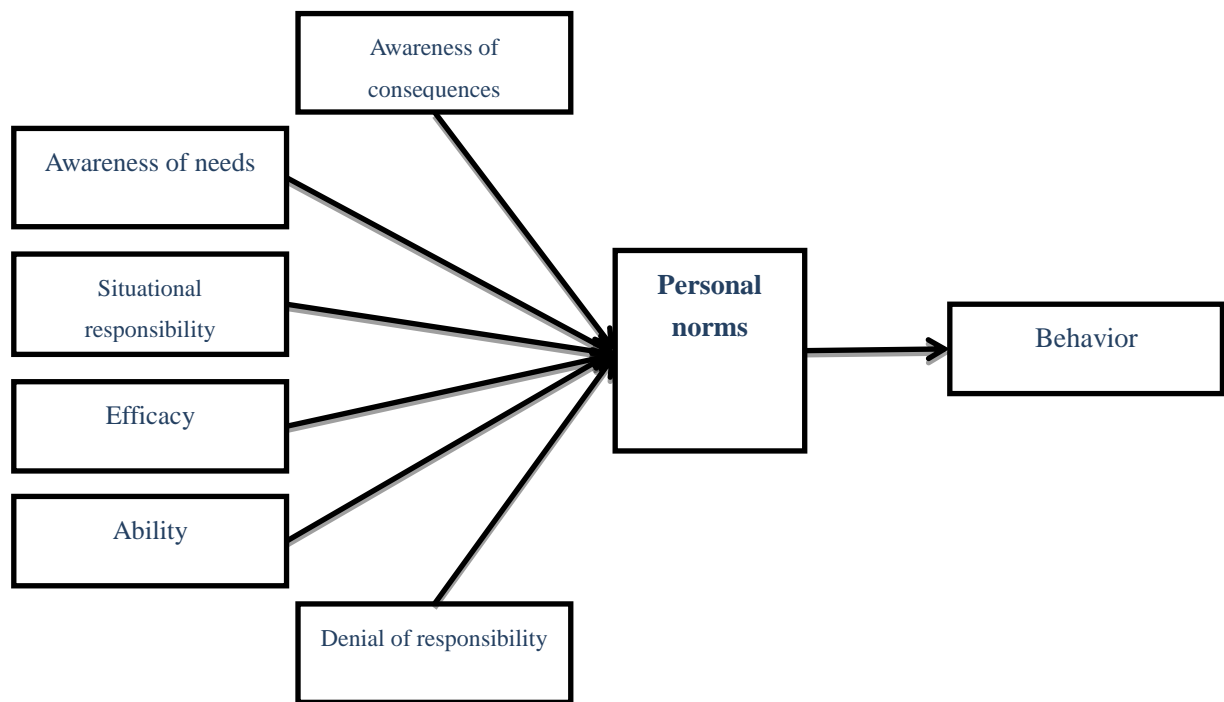 Awareness of
consequences
Awareness of needs
Situational
responsibility
Efficacy
Ability
Denial of responsibility
Personal
norms
Behavior